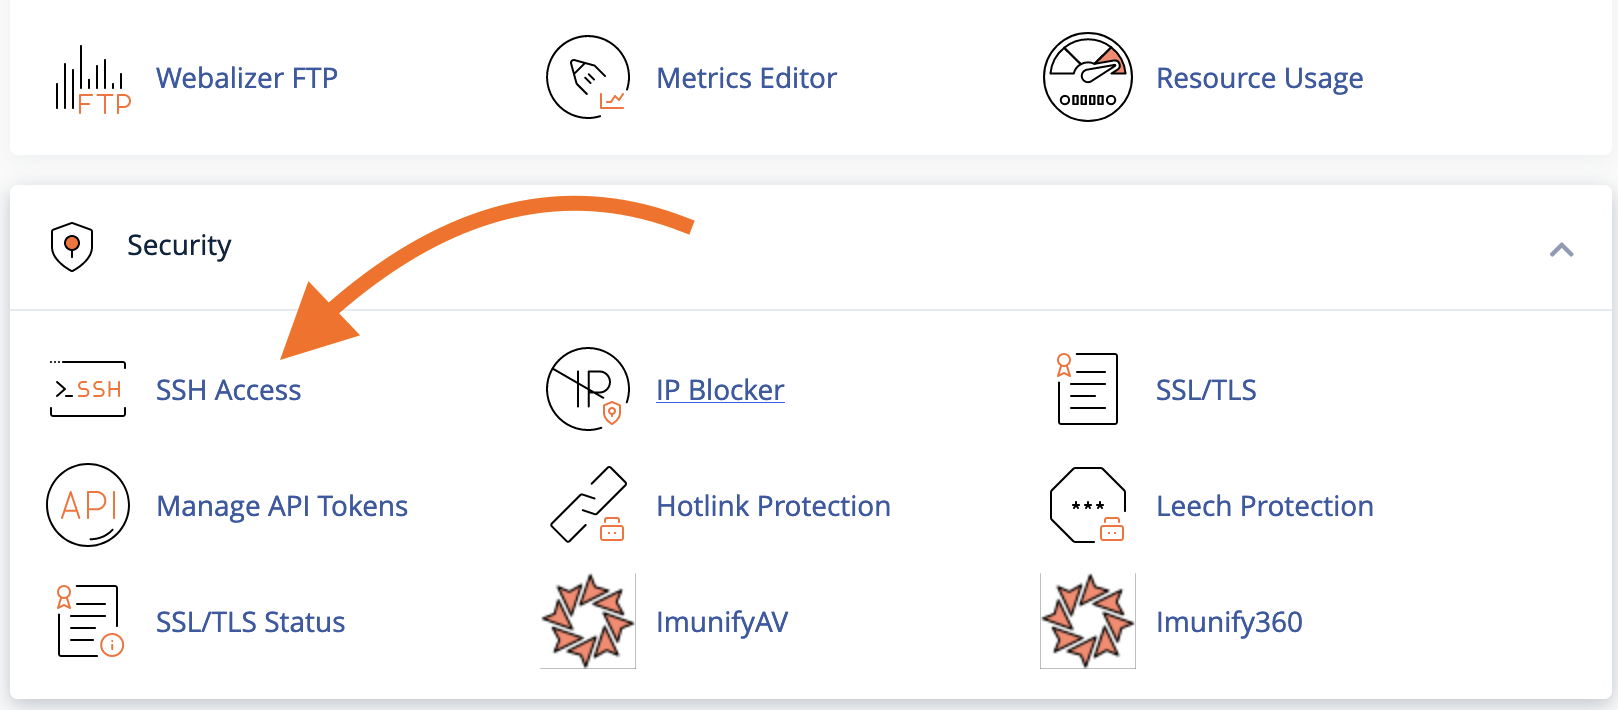 FTP
Webalizer FTP
Metrics Editor
Resource Usage
Security
>_SSH
SSH Access
IP
IP Blocker
SSL/TLS
API
Manage API Tokens
Hotlink Protection
***
Leech Protection
i
SSL/TLS Status
ImunifyAV
Imunify360